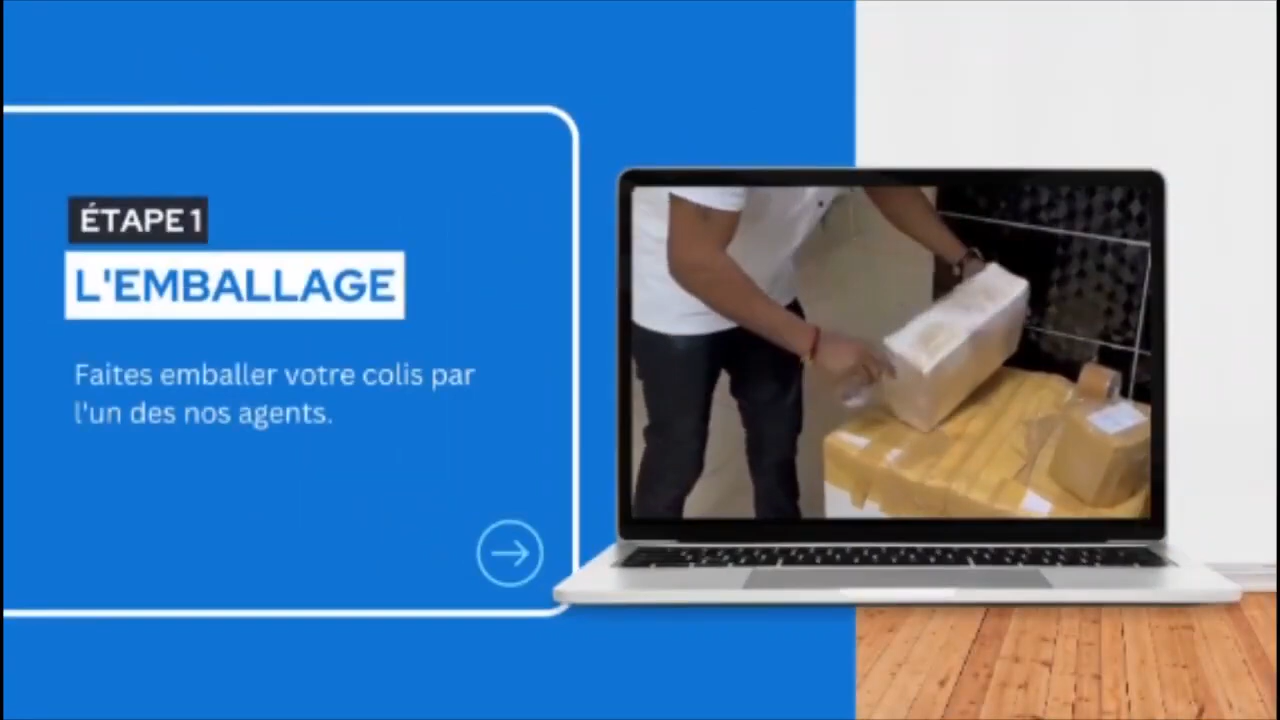 ÉTAPE 1
L'EMBALLAGE
Faites emballer votre colis par
l'un des nos agents.